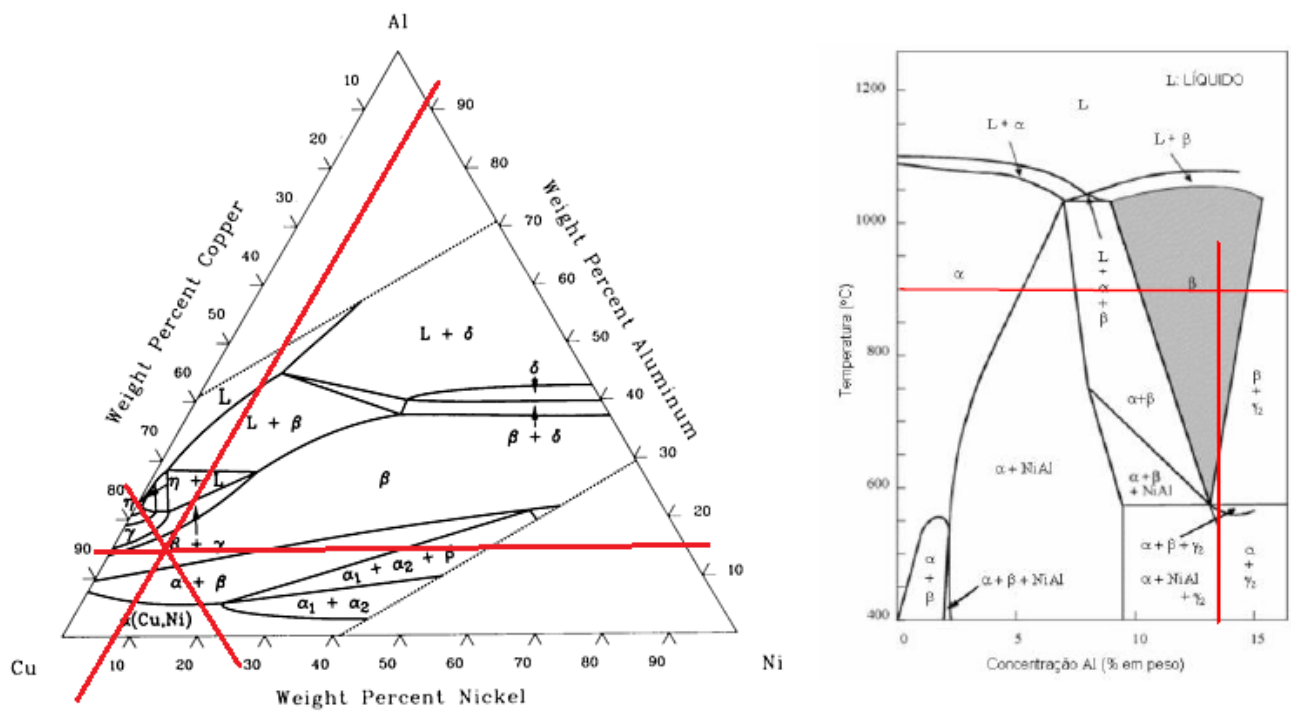 Al
10
20
30
40
50
60
70
80
90
Weight Percent Copper
90
80
70
60
50
40
30
20
10
Weight Percent Aluminum
L
L + δ
δ
β + δ
L + β
η + L
η
γ
β + γ
β
α + β
α₁ + α₂ + β
α₁ + α₂
α(Cu,Ni)
Cu
10
20
30
40
50
60
70
80
90
Ni
Weight Percent Nickel
1200
1000
800
600
400
Temperatura (ºC)
L: LÍQUIDO
L
L + α
L + β
α
L + α + β
β
β + γ₂
α+β
α + NiAl
α+β + NiAl
α + β + γ₂
α + β
α + β + NiAl
α + NiAl + γ₂
α + γ₂
0
5
10
15
Concentração Al (% em peso)